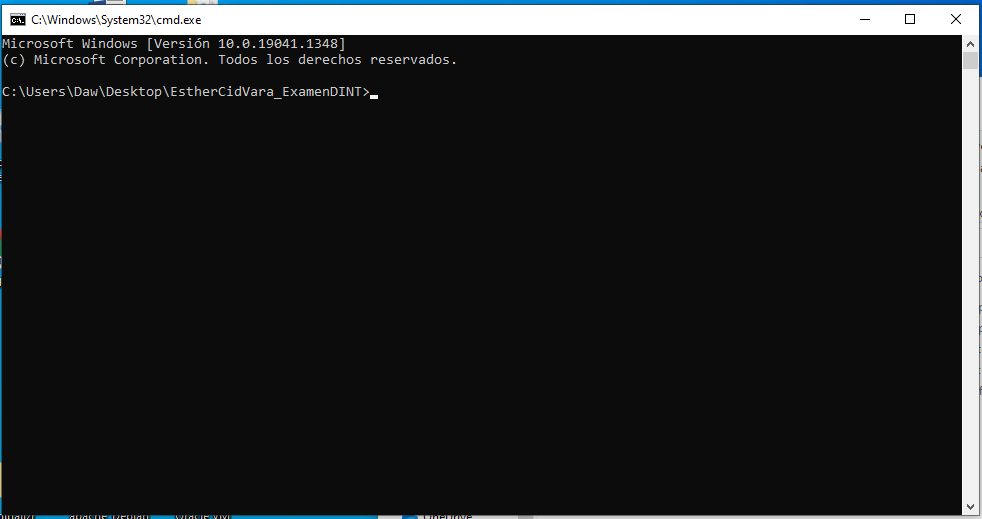 C:\Windows\System32\cmd.exe
Microsoft Windows [Versión 10.0.19041.1348]
(c) Microsoft Corporation. Todos los derechos reservados.
C:\Users\Daw\Desktop\EstherCidVara_ExamenDINT>
OneDrive